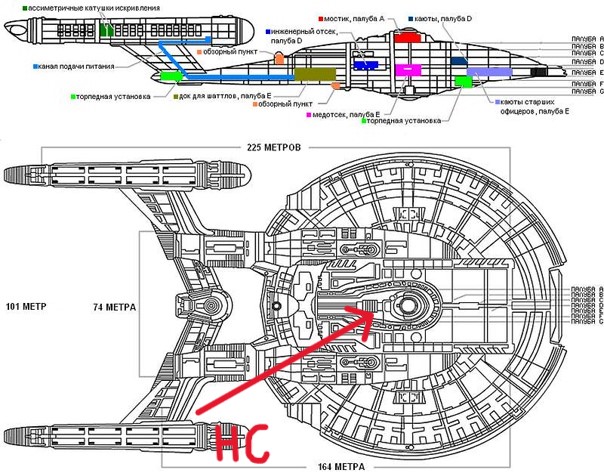 ассиметричные катушки искривления
мостик, палуба А
каюты, палуба D
инженерный отсек,
палуба D
обзорный пункт
канал подачи питания
ПАЛУБА A
ПАЛУБА B
ПАЛУБА C
ПАЛУБА D
ПАЛУБА E
ПАЛУБА F
ПАЛУБА G
торпедная установка
док для шаттлов, палуба Е
обзорный пункт
каюты старших
офицеров, палуба Е
медотсек, палуба Е
торпедная установка
225 МЕТРОВ
101 МЕТР
74 МЕТРА
ПАЛУБА A
ПАЛУБА B
ПАЛУБА C
ПАЛУБА D
ПАЛУБА E
ПАЛУБА F
ПАЛУБА G
НС
164 МЕТРА